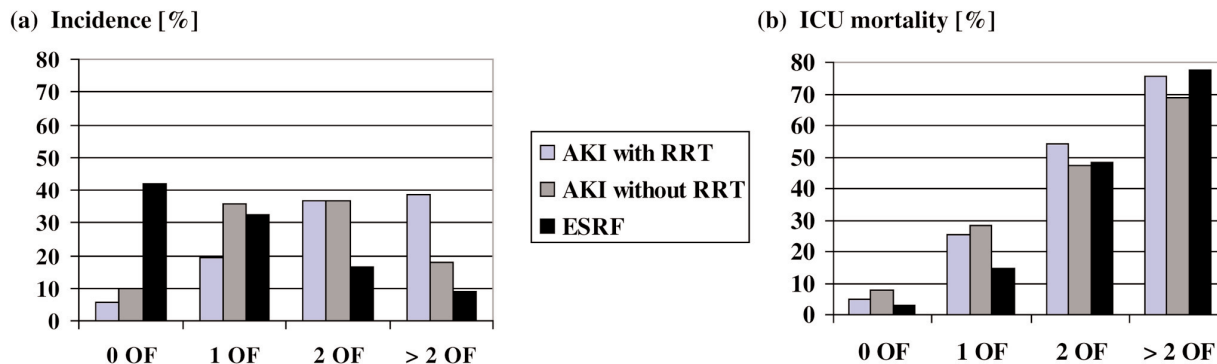 (a) Incidence [%]
80
70
60
50
40
30
20
10
0
0 OF 1 OF 2 OF > 2 OF
AKI with RRT
AKI without RRT
ESRF
(b) ICU mortality [%]
80
70
60
50
40
30
20
10
0
0 OF 1 OF 2 OF > 2 OF